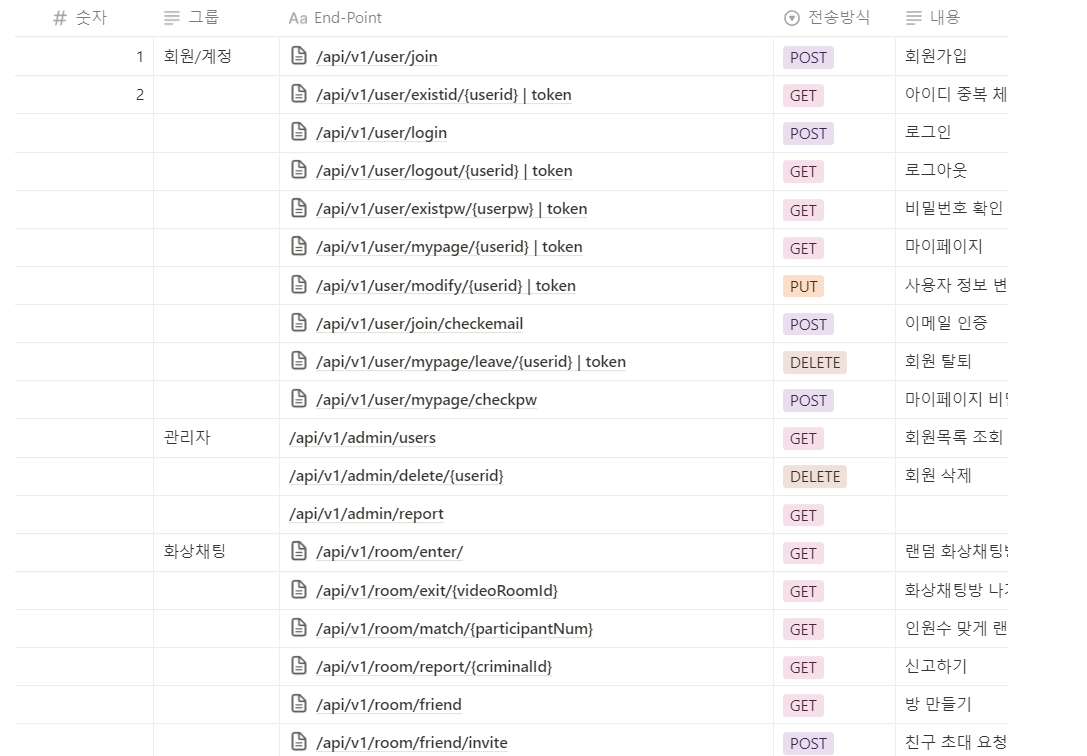 # 숫자 그룹 Aa End-Point 전송방식 내용
1 회원/계정 /api/v1/user/join POST 회원가입
2 /api/v1/user/existid/{userid} | token GET 아이디 중복 체
/api/v1/user/login POST 로그인
/api/v1/user/logout/{userid} | token GET 로그아웃
/api/v1/user/existpw/{userpw} | token GET 비밀번호 확인
/api/v1/user/mypage/{userid} | token GET 마이페이지
/api/v1/user/modify/{userid} | token PUT 사용자 정보 변
/api/v1/user/join/checkemail POST 이메일 인증
/api/v1/user/mypage/leave/{userid} | token DELETE 회원 탈퇴
/api/v1/user/mypage/checkpw POST 마이페이지
관리자 /api/v1/admin/users GET 회원목록 조회
/api/v1/admin/delete/{userid} DELETE 회원 삭제
/api/v1/admin/report GET
화상채팅 /api/v1/room/enter/ GET 랜덤
/api/v1/room/exit/{videoRoomId} GET 화상채팅방
/api/v1/room/match/{participantNum} GET 인원수 맞게 랜
/api/v1/room/report/{criminalId} GET 신고하기
/api/v1/room/friend GET 방 만들기
/api/v1/room/friend/invite POST 친구 초대 요청